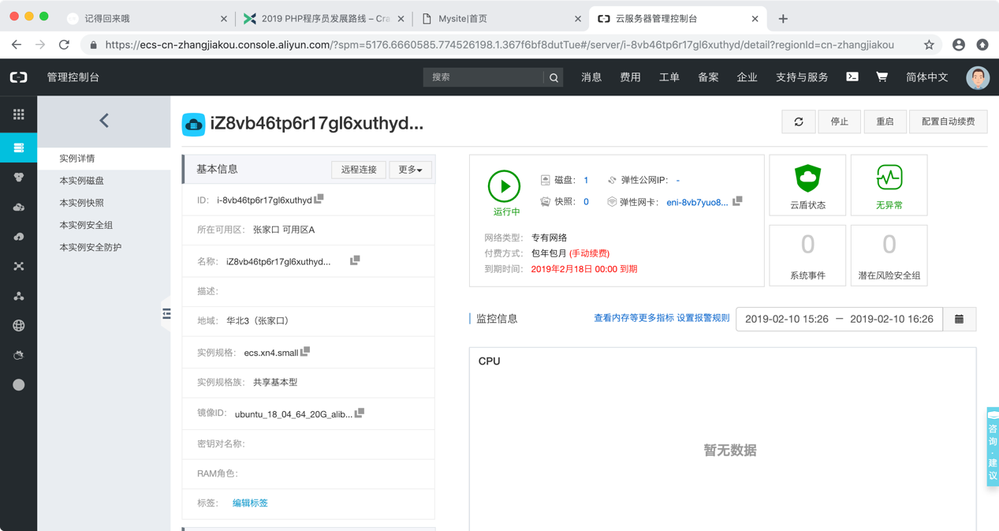 记得回来哦
2019 PHP程序员发展路线 – Cra
Mysite|首页
云服务器管理控制台
https://ecs-cn-zhangjiakou.console.aliyun.com/?spm=5176.6660585.774526198.1.367f6bf8dutTue#/server/i-8vb46tp6r17gl6xuthyd/detail?regionId=cn-zhangjiakou
管理控制台
搜索
消息 费用 工单 备案 企业 支持与服务 简体中文
iZ8vb46tp6r17gl6xuthyd...
停止 重启 配置自动续费
实例详情
本实例磁盘
本实例快照
本实例安全组
本实例安全防护
基本信息 远程连接 更多
ID: i-8vb46tp6r17gl6xuthyd
所在可用区: 张家口 可用区A
名称: iZ8vb46tp6r17gl6xuthyd...
描述:
地域: 华北3（张家口）
实例规格: ecs.xn4.small
实例规格族: 共享基本型
镜像ID: ubuntu_18_04_64_20G_alib...
密钥对名称:
RAM角色:
标签: 编辑标签
运行中
磁盘: 1 弹性公网IP: -
快照: 0 弹性网卡: eni-8vb7yuo8...
网络类型: 专有网络
付费方式: 包年包月 (手动续费)
到期时间: 2019年2月18日 00:00 到期
云盾状态
无异常
0
系统事件
0
潜在风险安全组
监控信息 查看内存等更多指标 设置报警规则 2019-02-10 15:26 – 2019-02-10 16:26
CPU
暂无数据
咨询·建议